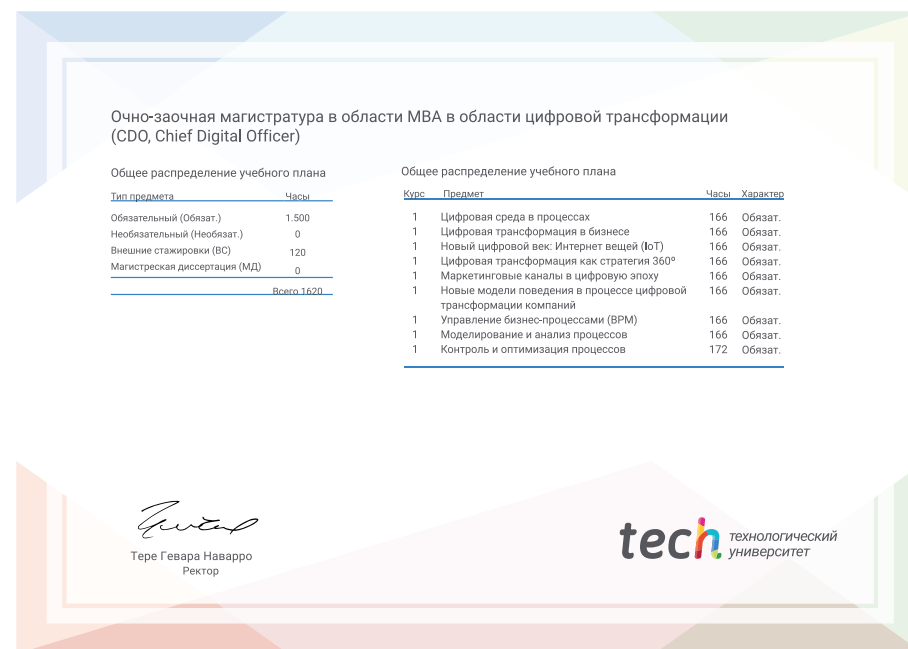 Очно-заочная магистратура в области MBA в области цифровой трансформации
(CDO, Chief Digital Officer)
Общее распределение учебного плана
Тип предмета Часы
Обязательный (Обязат.) 1.500
Необязательный (Необязат.) 0
Внешние стажировки (ВС) 120
Магистреская диссертация (МД) 0
Всего 1620
Общее распределение учебного плана
Курс Предмет Часы Характер
1 Цифровая среда в процессах 166 Обязат.
1 Цифровая трансформация в бизнесе 166 Обязат.
1 Новый цифровой век: Интернет вещей (IoT) 166 Обязат.
1 Цифровая трансформация как стратегия 360º 166 Обязат.
1 Маркетинговые каналы в цифровую эпоху 166 Обязат.
1 Новые модели поведения в процессе цифровой 166 Обязат.
трансформации компаний
1 Управление бизнес-процессами (BPM) 166 Обязат.
1 Моделирование и анализ процессов 166 Обязат.
1 Контроль и оптимизация процессов 172 Обязат.
Тере Гевара Наварро
Ректор
tech технологический
университет